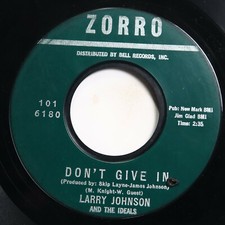 ZORRO
DISTRIBUTED BY BELL RECORDS, INC.
101
6180
Pub: New Mark BMI
Jim Glad BMI
Time: 2:35
DON'T GIVE IN
(Produced by: Skip Layne-James Johnson)
(W. Knight-W. Guest)
LARRY JOHNSON
AND THE IDEALS